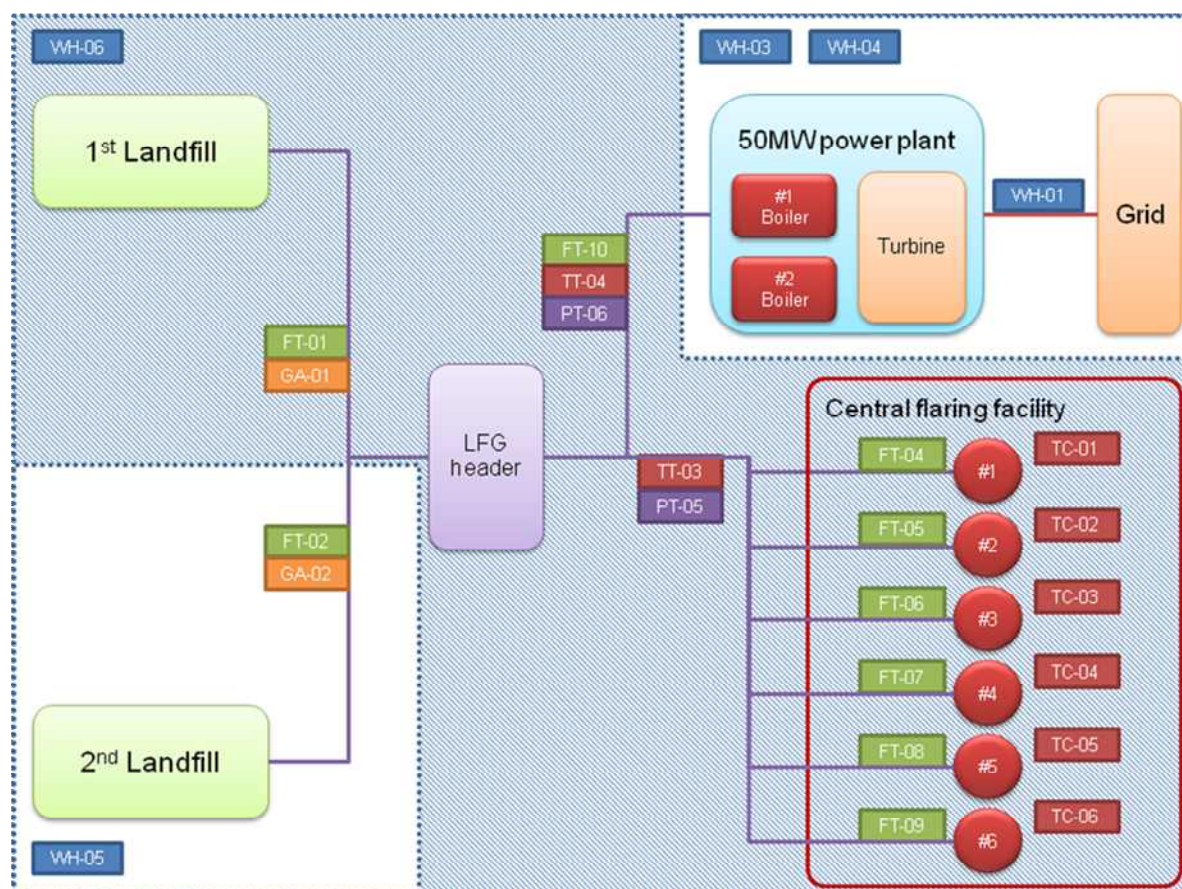 WH-06
WH-03
WH-04
1st Landfill
50MW power plant
#1
Boiler
#2
Boiler
Turbine
WH-01
Grid
FT-10
TT-04
PT-06
FT-01
GA-01
LFG
header
TT-03
PT-05
FT-02
GA-02
2nd Landfill
WH-05
Central flaring facility
FT-04
#1
TC-01
FT-05
#2
TC-02
FT-06
#3
TC-03
FT-07
#4
TC-04
FT-08
#5
TC-05
FT-09
#6
TC-06